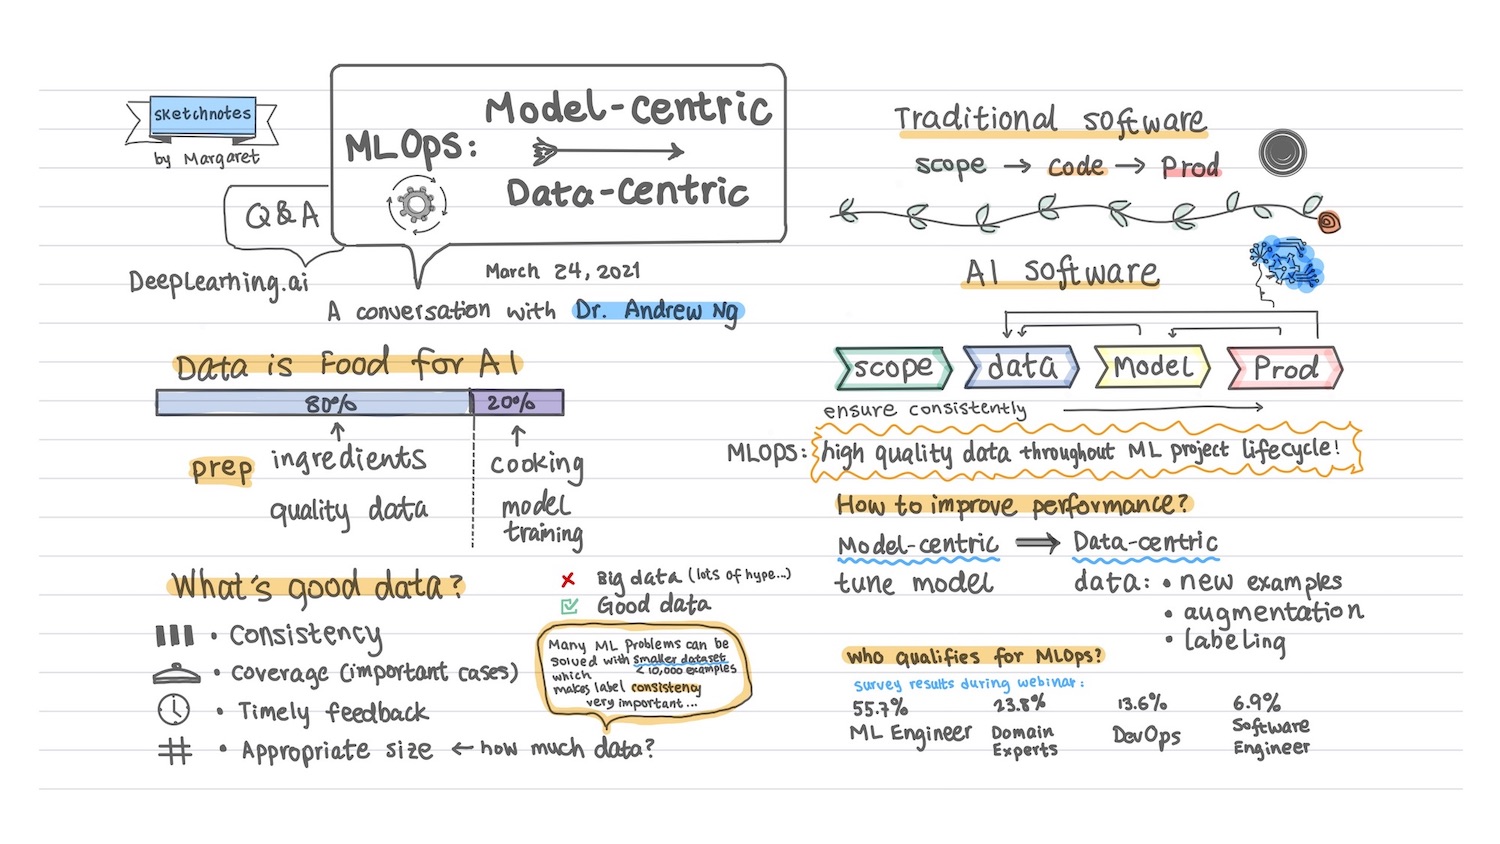 sketchnotes
by Margaret
MLOps:
Model-centric
Data-centric
Q&A
DeepLearning.ai
March 24, 2021
A conversation with Dr. Andrew Ng
Data is Food for AI
80% 20%
prep ingredients
quality data
cooking
model
training
What's good data?
• Consistency
• Coverage (important cases)
• Timely feedback
• Appropriate size ← how much data?
Big data (lots of hype...)
Good data
Many ML Problems can be
solved with smaller dataset
< 10,000 examples
which
makes label consistency
very important...
Traditional software
scope → Code → Prod
AI software
scope data Model Prod
ensure consistently
MLOPS: high quality data throughout ML project lifecycle!
How to improve performance?
Model-centric Data-centric
tune model
data: • new examples
• augmentation
• labeling
who qualifies for MLOps?
survey results during webinar:
55.7% 23.8% 13.6% 6.9%
ML Engineer
Domain
Experts
DevOps
Software
Engineer